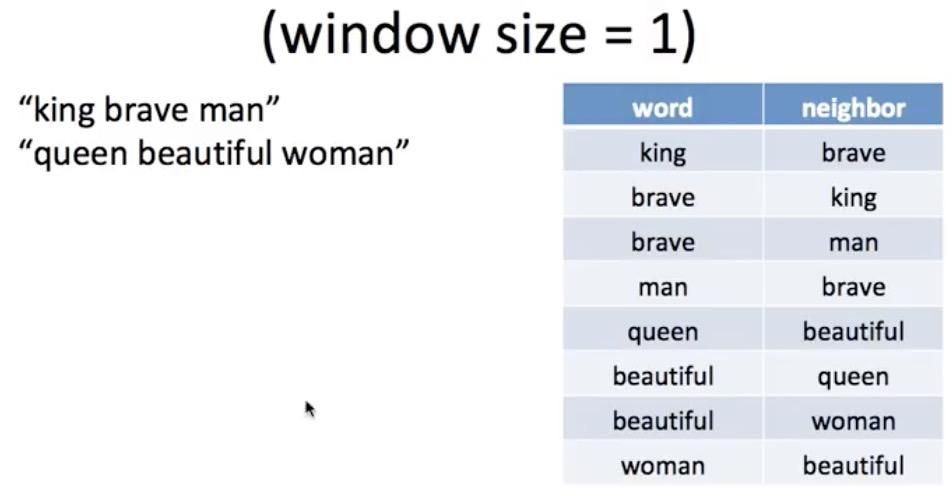 (window size = 1)
“king brave man”
“queen beautiful woman”
word neighbor
king brave
brave king
brave man
man brave
queen beautiful
beautiful queen
beautiful woman
woman beautiful